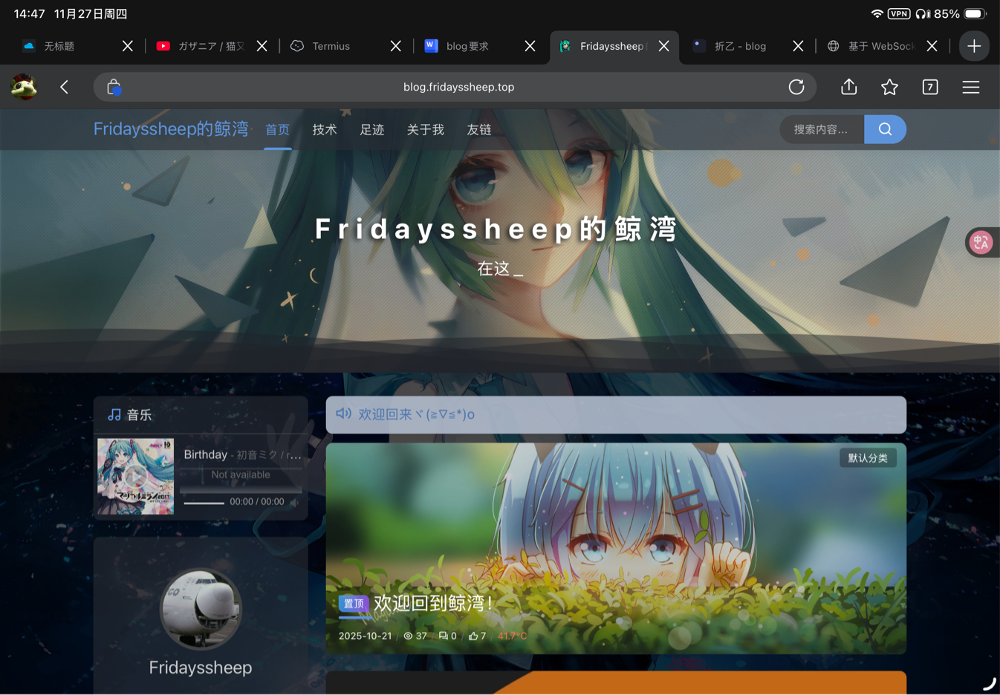 14:47 11月27日周四
VPN 85%
无标题
ガザニア / 猫又
Termius
W blog要求
Fridayssheep
折乙 - blog
基于 WebSock
blog.fridayssheep.top
7
Fridayssheep的鲸湾
首页
技术
足迹
关于我
友链
搜索内容...
中A
Fridayssheep的鲸湾
在这 _
音乐
欢迎回来ヾ(≧∇≦*)o
Birthday - 初音ミク / r...
Not available
00:00 / 00:00
默认分类
置顶 欢迎回到鲸湾！
2025-10-21 / 37 / 0 / 7 / 41.7°C
Fridayssheep